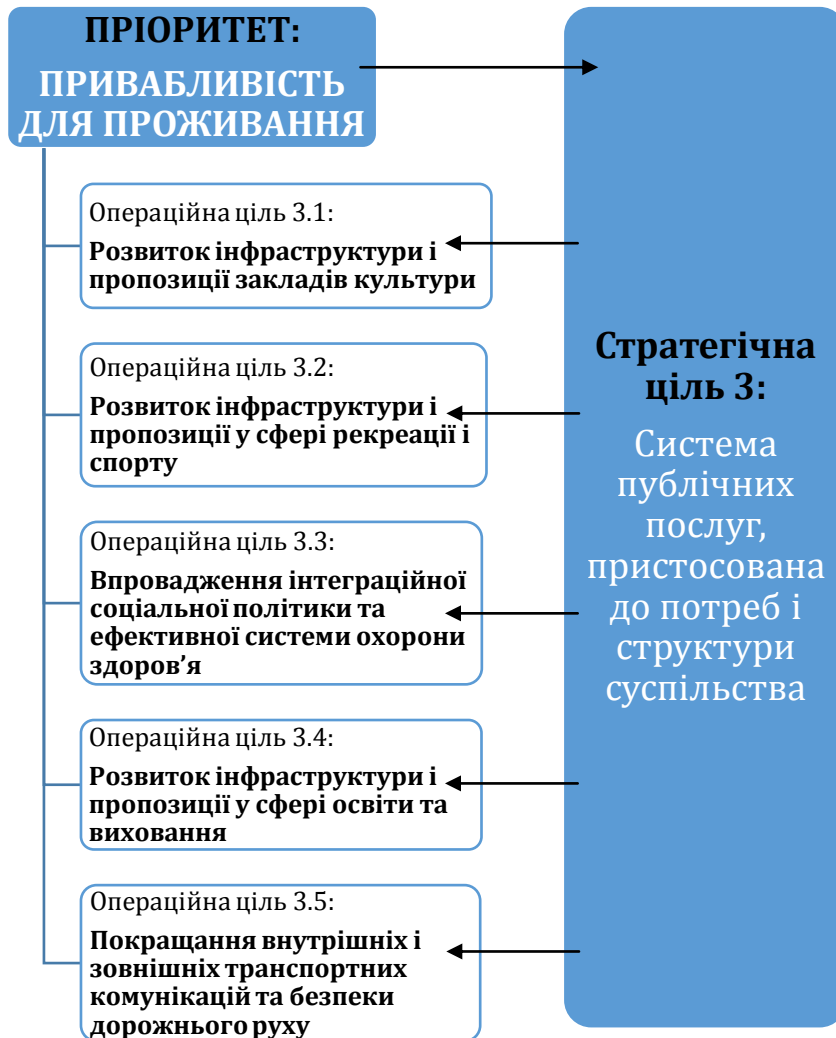 ПРІОРИТЕТ:
ПРИВАБЛИВІСТЬ
ДЛЯ ПРОЖИВАННЯ
Операційна ціль 3.1:
Розвиток інфраструктури і
пропозиції закладів культури
Операційна ціль 3.2:
Розвиток інфраструктури і
пропозиції у сфері рекреації і
спорту
Операційна ціль 3.3:
Впровадження інтеграційної
соціальної політики та
ефективної системи охорони
здоров’я
Операційна ціль 3.4:
Розвиток інфраструктури і
пропозиції у сфері освіти та
виховання
Операційна ціль 3.5:
Покращання внутрішніх і
зовнішніх транспортних
комунікацій та безпеки
дорожнього руху
Стратегічна
ціль 3:
Система
публічних
послуг,
пристосована
до потреб і
структури
суспільства